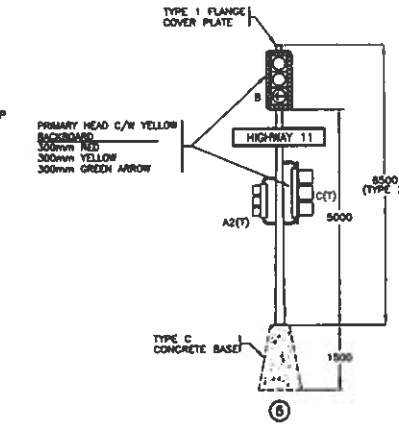 TYPE 1 FLANGE
COVER PLATE
P
PRIMARY HEAD C/W YELLOW
BACKBOARD
300mm RED
300mm YELLOW
300mm GREEN ARROW
B
HIGHWAY 11
C(T)
A2(T)
6500
(TYPE
5000
TYPE C
CONCRETE BASE
1500
6